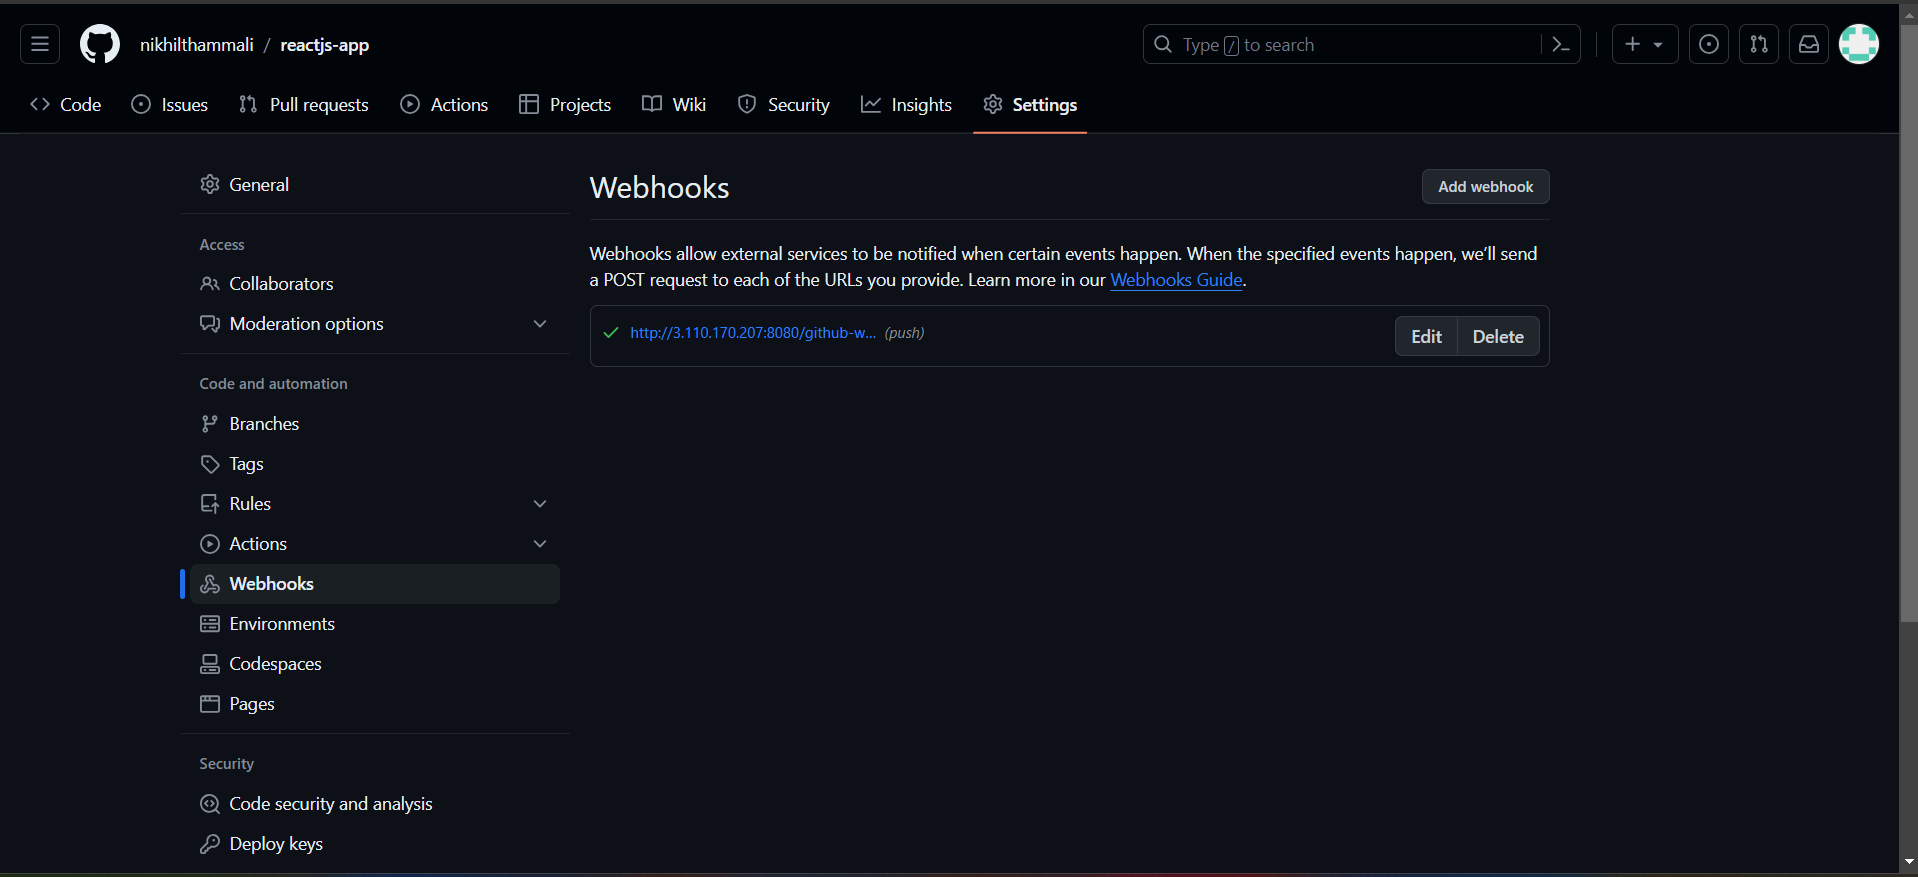 nikhilthammali / reactjs-app
Type / to search
Code Issues Pull requests Actions Projects Wiki Security Insights Settings
General
Access
Collaborators
Moderation options
Code and automation
Branches
Tags
Rules
Actions
Webhooks
Environments
Codespaces
Pages
Security
Code security and analysis
Deploy keys
Webhooks
Add webhook
Webhooks allow external services to be notified when certain events happen. When the specified events happen, we’ll send
a POST request to each of the URLs you provide. Learn more in our Webhooks Guide.
http://3.110.170.207:8080/github-w... (push)
Edit Delete